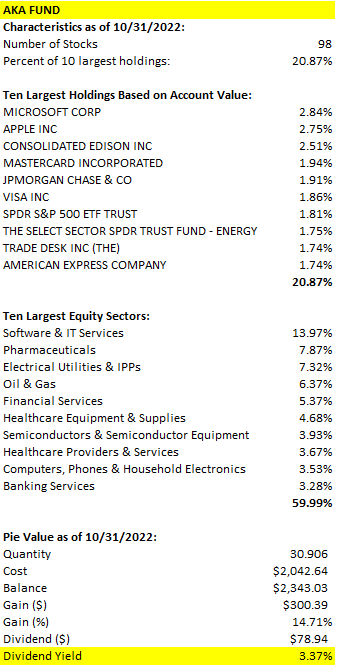 AKA FUND
Characteristics as of 10/31/2022:
Number of Stocks 98
Percent of 10 largest holdings: 20.87%
Ten Largest Holdings Based on Account Value:
MICROSOFT CORP 2.84%
APPLE INC 2.75%
CONSOLIDATED EDISON INC 2.51%
MASTERCARD INCORPORATED 1.94%
JPMORGAN CHASE & CO 1.91%
VISA INC 1.86%
SPDR S&P 500 ETF TRUST 1.81%
THE SELECT SECTOR SPDR TRUST FUND - ENERGY 1.75%
TRADE DESK INC (THE) 1.74%
AMERICAN EXPRESS COMPANY 1.74%
20.87%
Ten Largest Equity Sectors:
Software & IT Services 13.97%
Pharmaceuticals 7.87%
Electrical Utilities & IPPs 7.32%
Oil & Gas 6.37%
Financial Services 5.37%
Healthcare Equipment & Supplies 4.68%
Semiconductors & Semiconductor Equipment 3.93%
Healthcare Providers & Services 3.67%
Computers, Phones & Household Electronics 3.53%
Banking Services 3.28%
59.99%
Pie Value as of 10/31/2022:
Quantity 30.906
Cost $2,042.64
Balance $2,343.03
Gain ($) $300.39
Gain (%) 14.71%
Dividend ($) $78.94
Dividend Yield 3.37%